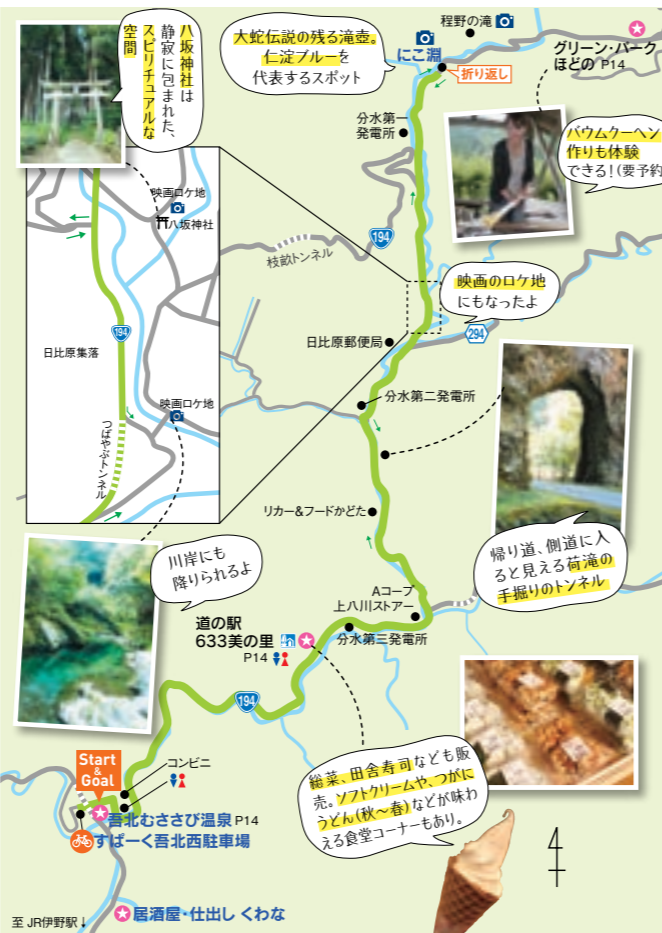 八坂神社は
静寂に包まれた、
スピリチュアルな
空間
大蛇伝説の残る滝壺。
仁淀ブルーを
代表するスポット
程野の滝
にこ淵
折り返し
グリーン・パーク
ほどの P14
バウムクーヘン
作りも体験
できる！(要予約
分水第一
発電所
194
枝畝トンネル
映画ロケ地
八坂神社
194
日比原集落
映画ロケ地
つばやぶトンネル
映画のロケ地
にもなったよ
294
日比原郵便局
分水第二発電所
リカー&フードかどた
帰り道、側道に入
ると見える荷滝の
手掘りのトンネル
川岸にも
降りられるよ
Aコープ
上八川ストアー
道の駅
633美の里
P14
分水第三発電所
194
Start
&
Goal
コンビニ
吾北むささび温泉 P14
すぱーく吾北西駐車場
総菜、田舎寿司なども販
売。ソフトクリームや、つがに
うどん(秋〜春)などが味わ
える食堂コーナーもあり。
居酒屋・仕出し くわな
至 JR伊野駅↓